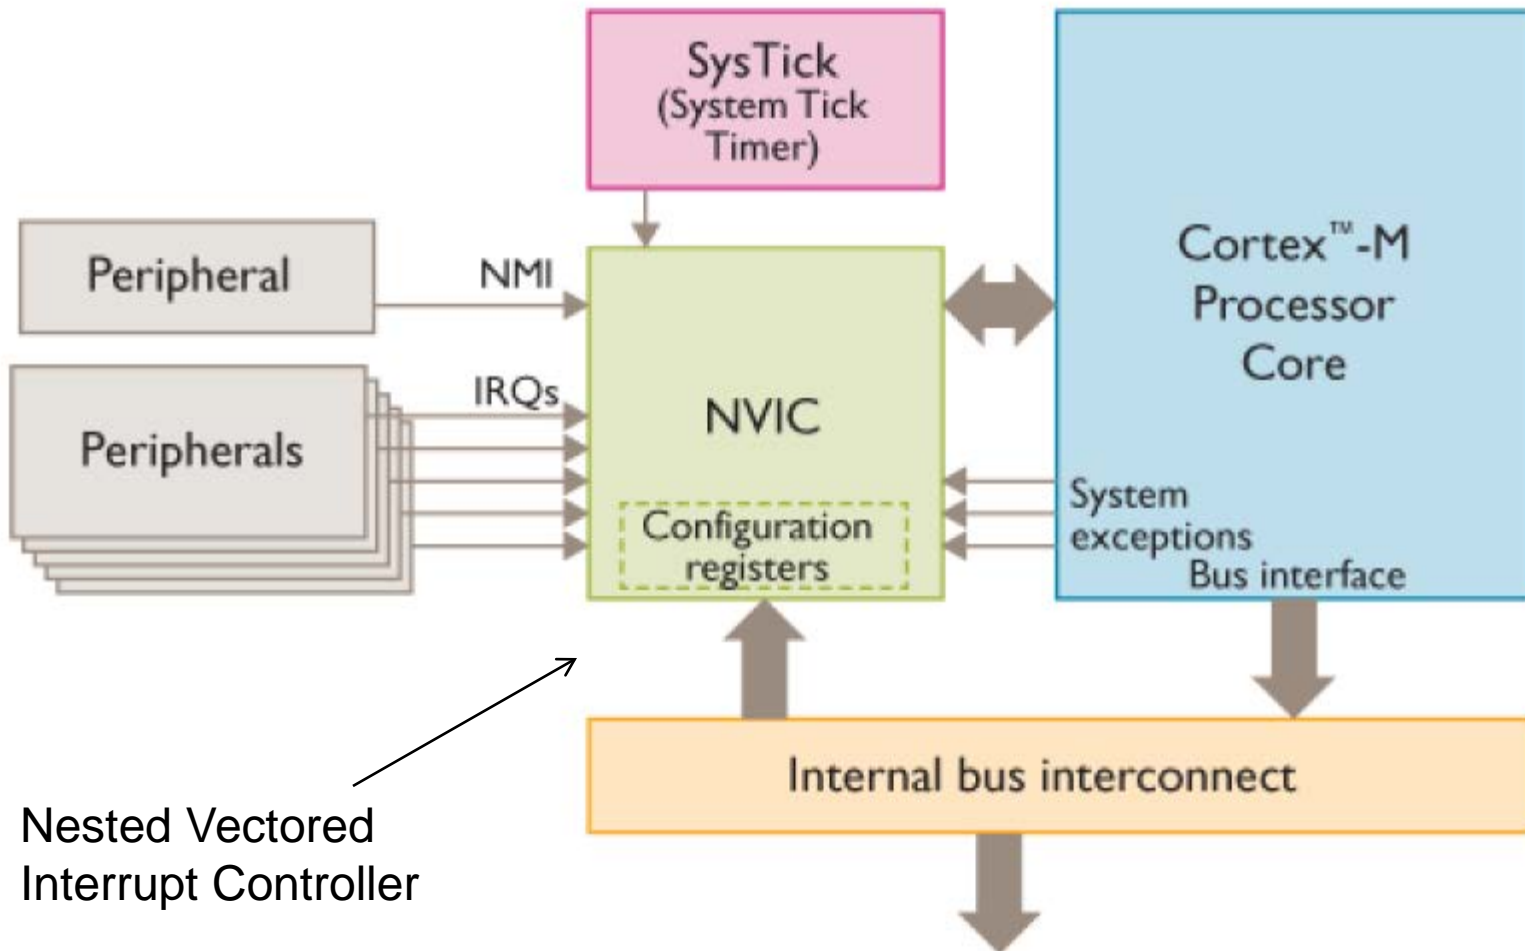 SysTick
(System Tick
Timer)
Peripheral
NMI
Cortex™-M
Processor
Core
Peripherals
IRQs
NVIC
Configuration
registers
System
exceptions
Bus interface
Internal bus interconnect
Nested Vectored
Interrupt Controller